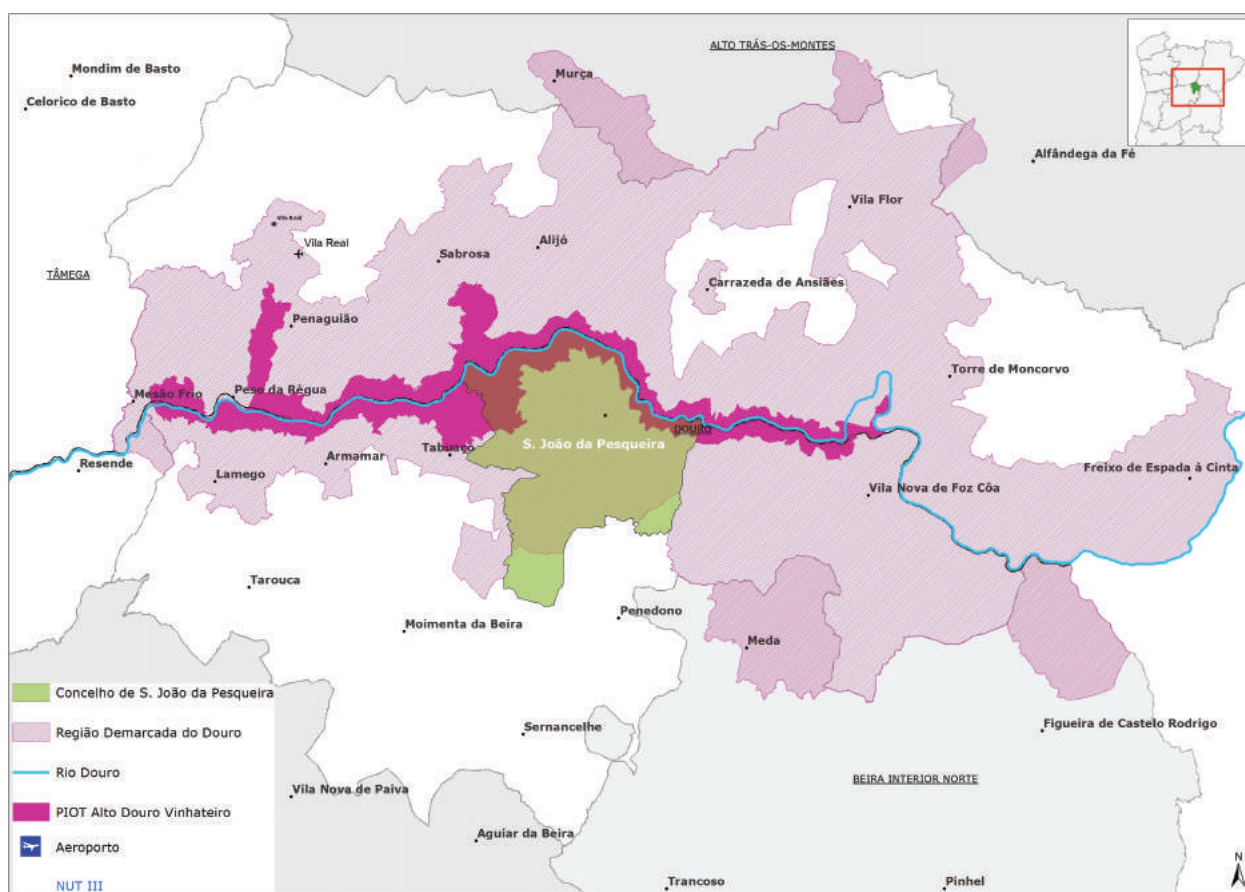 ALTO TRÁS-OS-MONTES
Mondim de Basto
Murça
Celorico de Basto
Alfândega da Fé
Vila Flor
Vila Real
Vila Real
Alijó
Sabrosa
TÂMEGA
Carrazeda de Ansiães
Penaguião
Torre de Moncorvo
Mesão Frio
Peso da Régua
DOURO
S. João da Pesqueira
Tabuaço
Armamar
Resende
Lamego
Freixo de Espada à Cinta
Vila Nova de Foz Côa
Tarouca
Penedono
Moimenta da Beira
Meda
Sernancelhe
Figueira de Castelo Rodrigo
BEIRA INTERIOR NORTE
Vila Nova de Paiva
Aguiar da Beira
Trancoso
Pinhel
N
Concelho de S. João da Pesqueira
Região Demarcada do Douro
Rio Douro
PIOT Alto Douro Vinhateiro
Aeroporto
NUT III